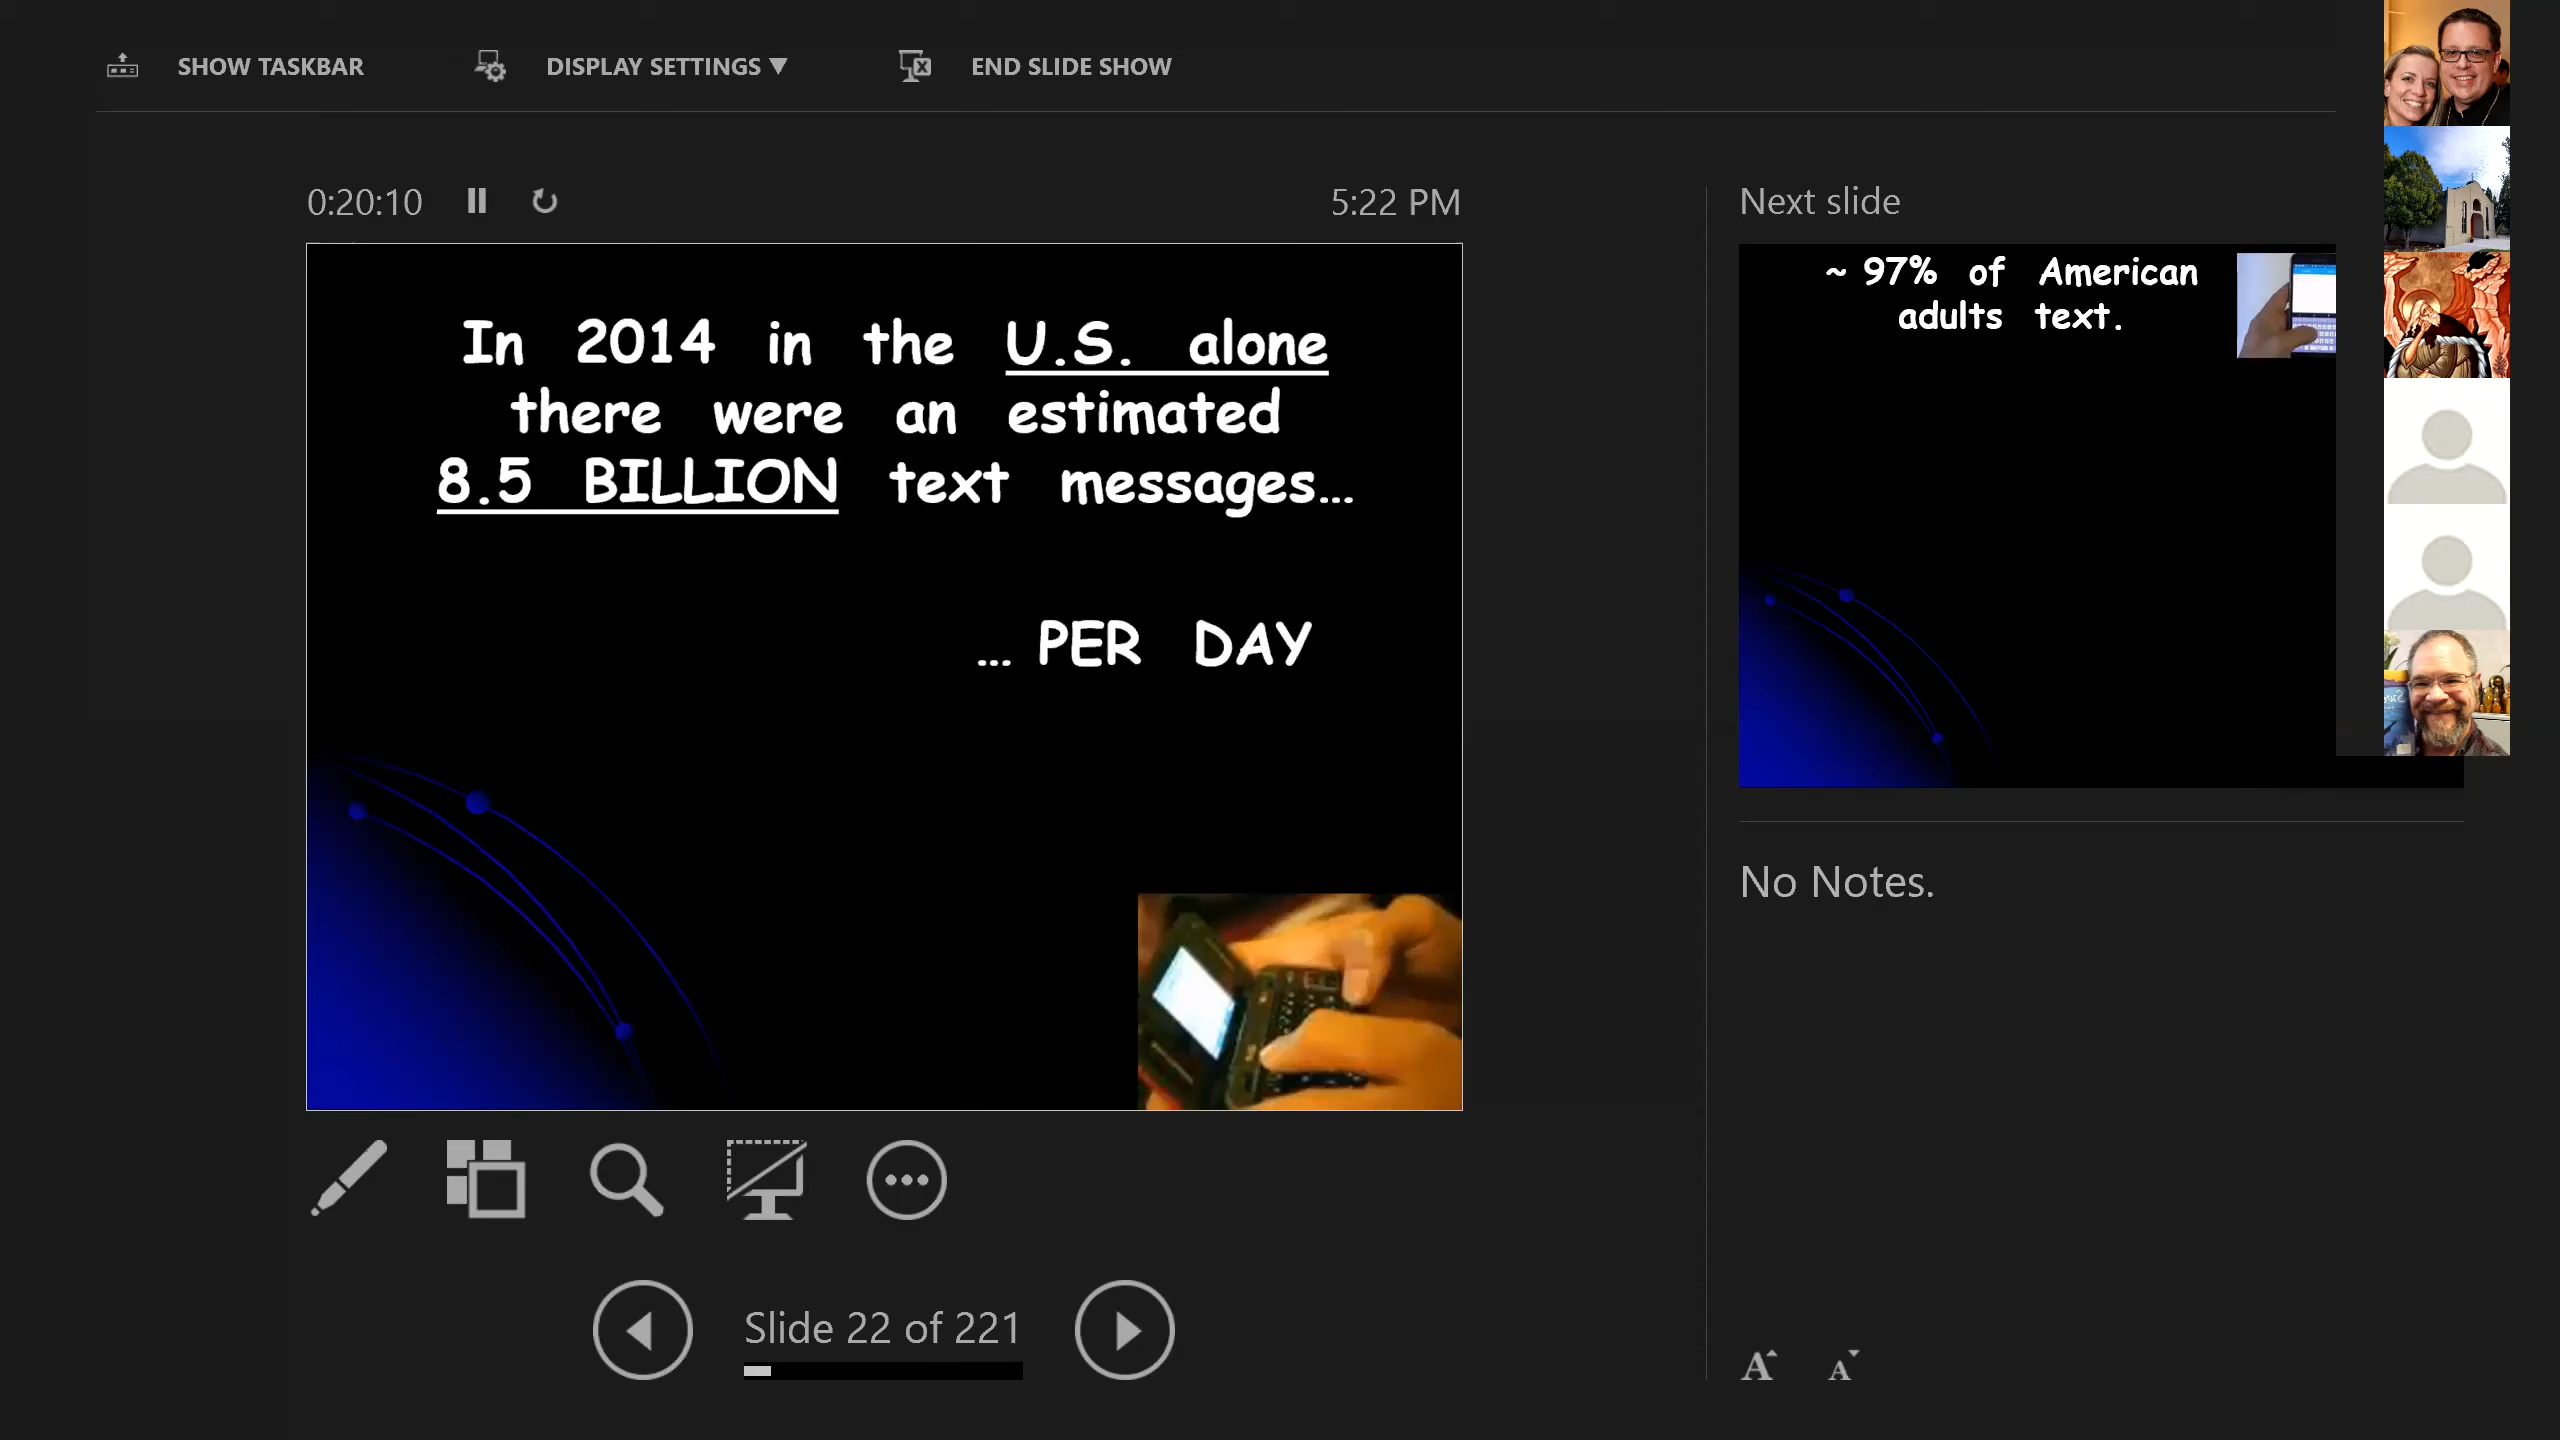 SHOW TASKBAR
DISPLAY SETTINGS ▼
END SLIDE SHOW
0:20:10
5:22 PM
In 2014 in the U.S. alone
there were an estimated
8.5 BILLION text messages…
… PER DAY
Slide 22 of 221
Next slide
~ 97% of American
adults text.
No Notes.
A
A